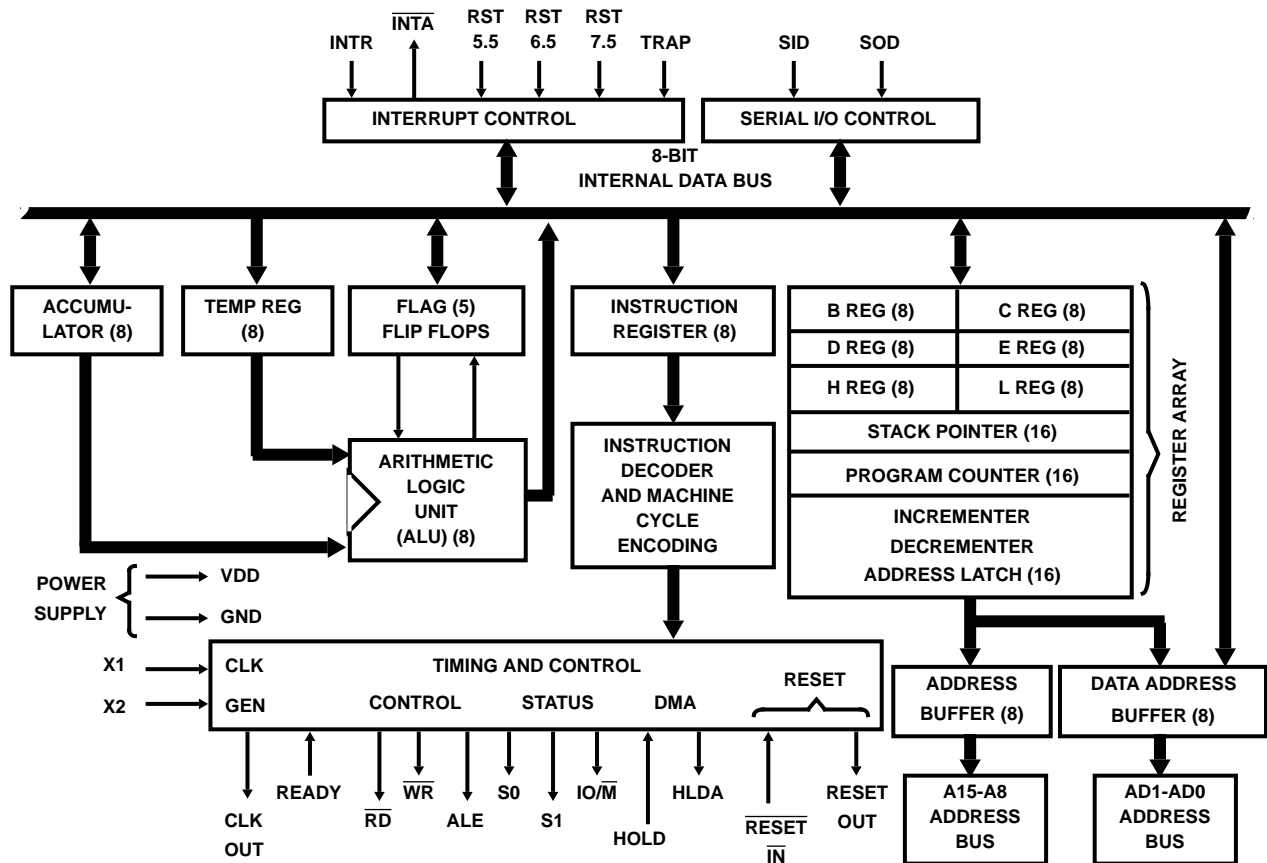 INTR
INTA
RST
5.5
RST
6.5
RST
7.5
TRAP
SID
SOD
INTERRUPT CONTROL
SERIAL I/O CONTROL
8-BIT
INTERNAL DATA BUS
ACCUMU-
LATOR (8)
TEMP REG
(8)
FLAG (5)
FLIP FLOPS
INSTRUCTION
REGISTER (8)
B REG (8)
C REG (8)
D REG (8)
E REG (8)
H REG (8)
L REG (8)
STACK POINTER (16)
PROGRAM COUNTER (16)
INCREMENTER
DECREMENTER
ADDRESS LATCH (16)
REGISTER ARRAY
ARITHMETIC
LOGIC
UNIT
(ALU) (8)
INSTRUCTION
DECODER
AND MACHINE
CYCLE
ENCODING
POWER
SUPPLY
VDD
GND
X1
X2
CLK
GEN
TIMING AND CONTROL
CONTROL
STATUS
DMA
RESET
CLK
OUT
READY
RD
WR
ALE
S0
S1
IO/M
HOLD
HLDA
RESET
IN
RESET
OUT
ADDRESS
BUFFER (8)
DATA ADDRESS
BUFFER (8)
A15-A8
ADDRESS
BUS
AD1-AD0
ADDRESS
BUS